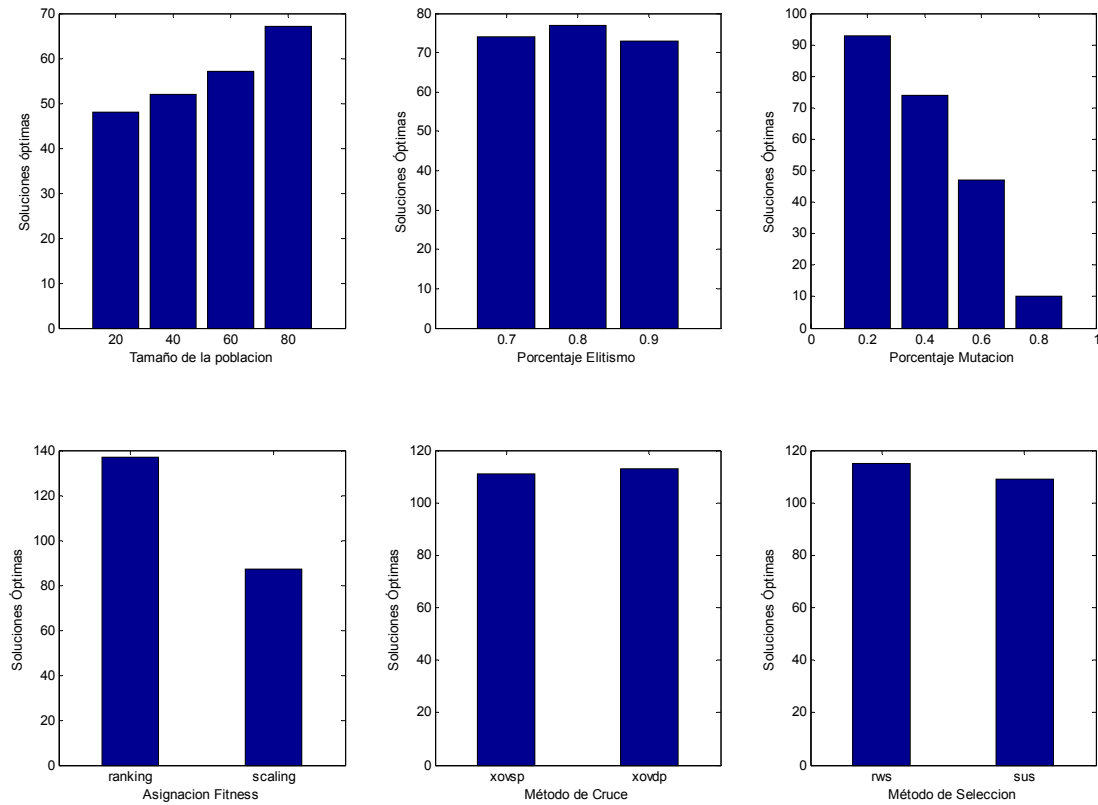 70
60
50
40
30
20
10
0
Soluciones óptimas
20 40 60 80
Tamaño de la poblacion
80
70
60
50
40
30
20
10
0
Soluciones Óptimas
0.7 0.8 0.9
Porcentaje Elitismo
100
90
80
70
60
50
40
30
20
10
0
Soluciones Óptimas
0 0.2 0.4 0.6 0.8 1
Porcentaje Mutacion
140
120
100
80
60
40
20
0
Soluciones Óptimas
ranking scaling
Asignacion Fitness
120
100
80
60
40
20
0
Soluciones Óptimas
xovsp xovdp
Método de Cruce
120
100
80
60
40
20
0
Soluciones Óptimas
rws sus
Método de Seleccion